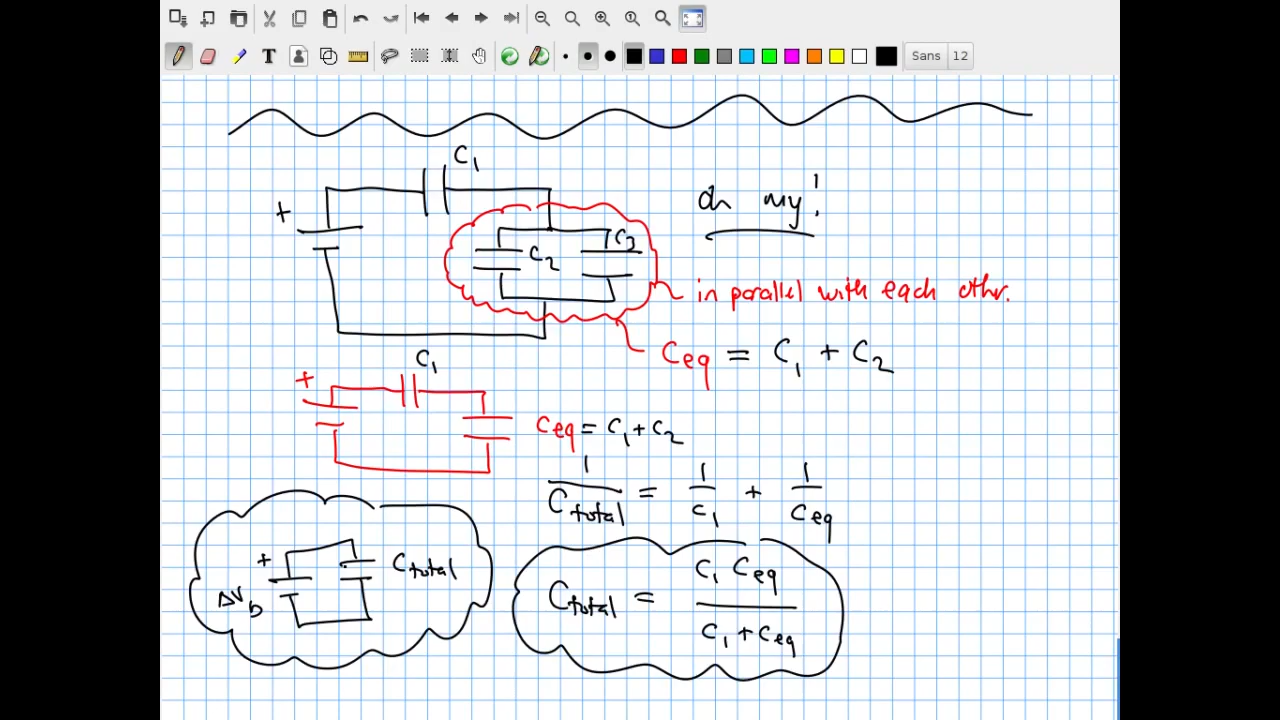 Sans 12
C1
+
oh my!
C2
C3
in parallel with each other.
Ceq = C1 + C2
C1
+
Ceq = C1 + C2
1/Ctotal = 1/C1 + 1/Ceq
+
Ctotal
ΔVb
Ctotal = C1 Ceq / C1 + Ceq